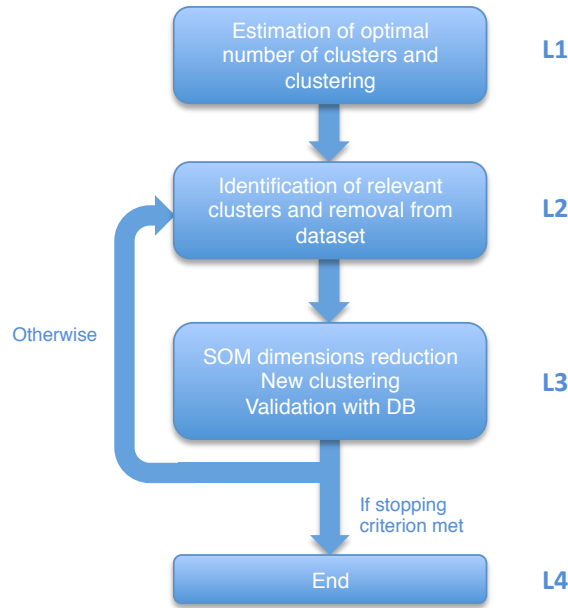 Estimation of optimal
number of clusters and
clustering
L1
Identification of relevant
clusters and removal from
dataset
L2
Otherwise
SOM dimensions reduction
New clustering
Validation with DB
L3
If stopping
criterion met
End
L4